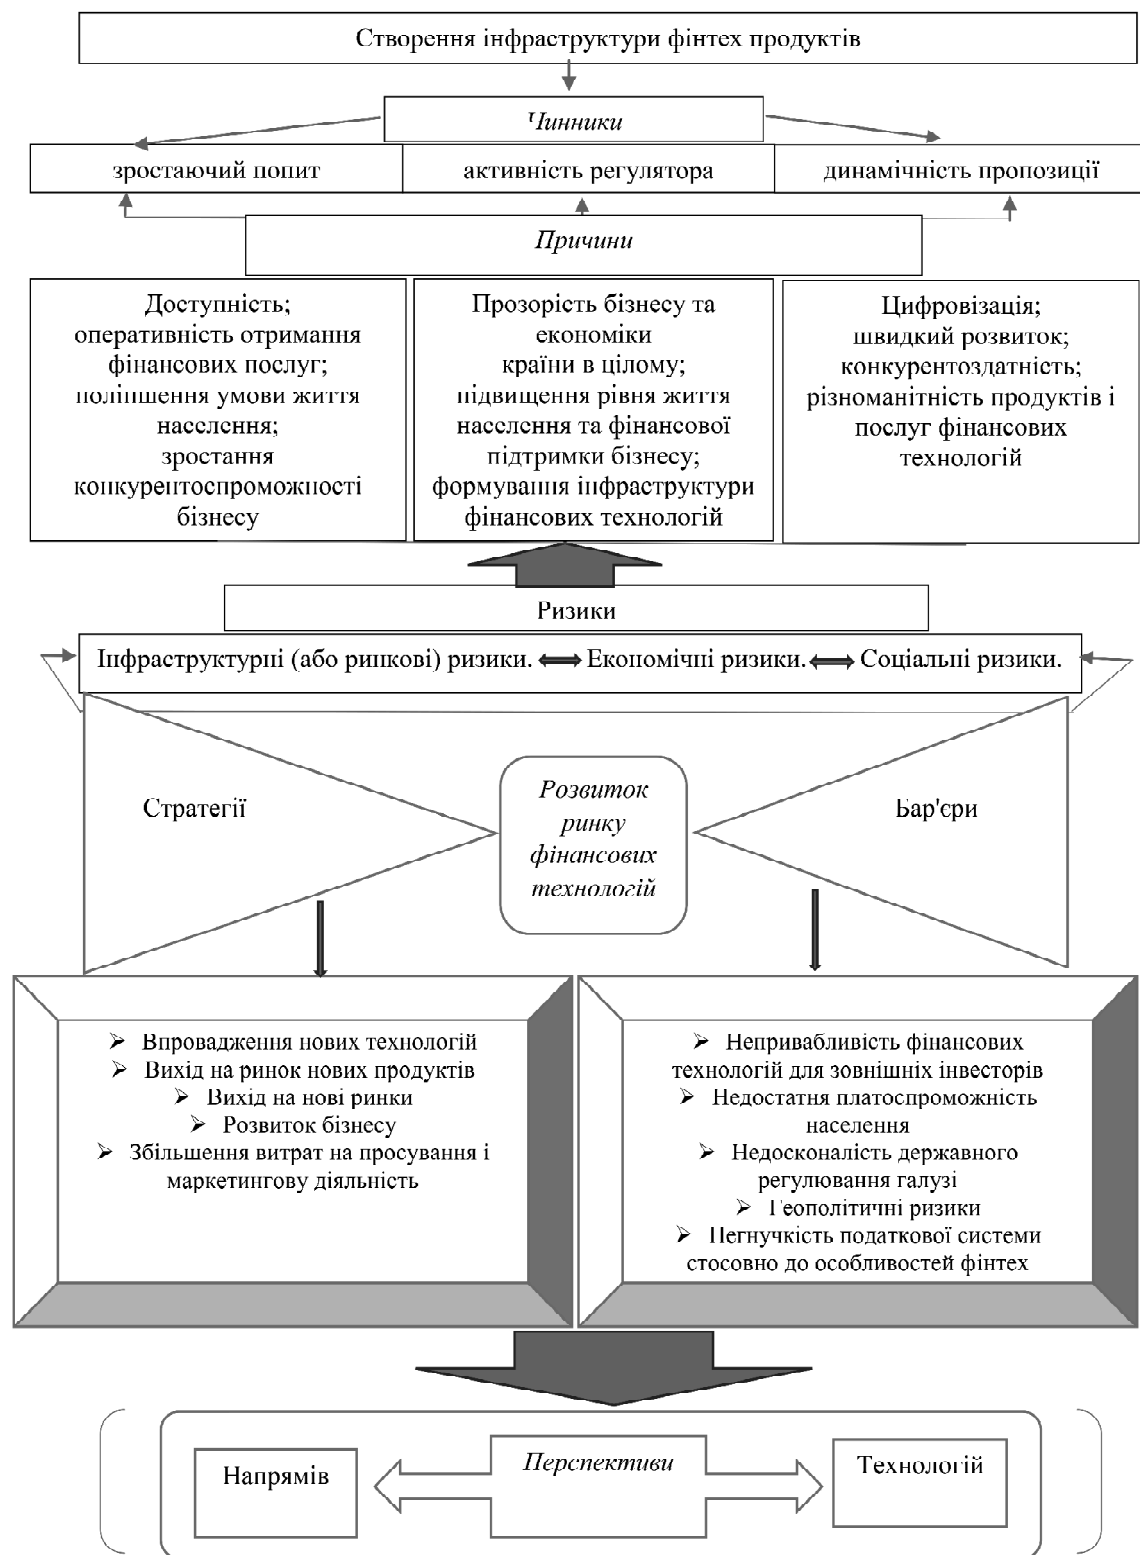 Створення інфраструктури фінтех продуктів
Чинники
зростаючий попит
активність регулятора
динамічність пропозиції
Причини
Доступність;
оперативність отримання
фінансових послуг;
поліпшення умови життя
населення;
зростання
конкурентоспроможності
бізнесу
Прозорість бізнесу та
економіки
країни в цілому;
підвищення рівня життя
населення та фінансової
підтримки бізнесу;
формування інфраструктури
фінансових технологій
Цифровізація;
швидкий розвиток;
конкурентоздатність;
різноманітність продуктів і
послуг фінансових
технологій
Ризики
Інфраструктурні (або ринкові) ризики. Економічні ризики. Соціальні ризики.
Стратегії
Розвиток
ринку
фінансових
технологій
Бар'єри
➢ Впровадження нових технологій
➢ Вихід на ринок нових продуктів
➢ Вихід на нові ринки
➢ Розвиток бізнесу
➢ Збільшення витрат на просування і
маркетингову діяльність
➢ Непривабливість фінансових
технологій для зовнішніх інвесторів
➢ Недостатня платоспроможність
населення
➢ Недосконалість державного
регулювання галузі
➢ Геополітичні ризики
➢ Негнучкість податкової системи
стосовно до особливостей фінтех
Напрямів
Перспективи
Технологій